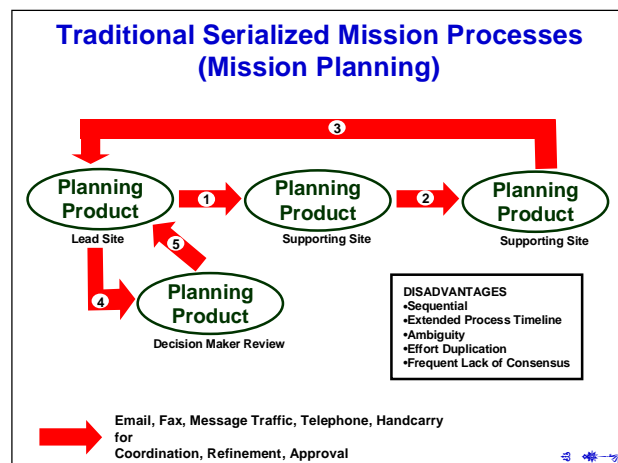 Traditional Serialized Mission Processes
(Mission Planning)
3
Planning
Product
Lead Site
1
Planning
Product
Supporting Site
2
Planning
Product
Supporting Site
4
5
Planning
Product
Decision Maker Review
DISADVANTAGES
•Sequential
•Extended Process Timeline
•Ambiguity
•Effort Duplication
•Frequent Lack of Consensus
Email, Fax, Message Traffic, Telephone, Handcarry
for
Coordination, Refinement, Approval